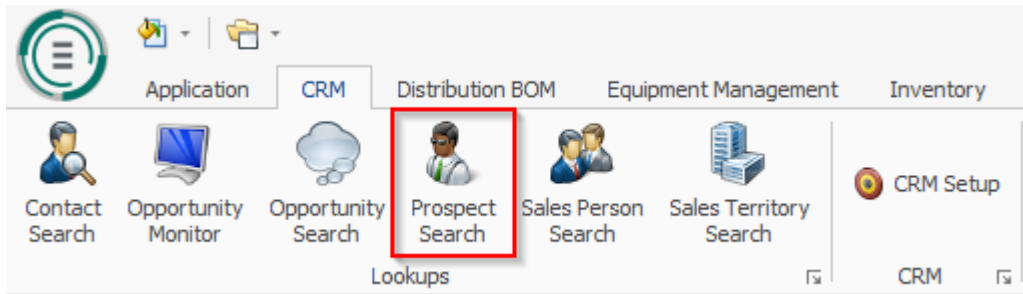 Application CRM Distribution BOM Equipment Management Inventory
Contact Search
Opportunity Monitor
Opportunity Search
Prospect Search
Sales Person Search
Sales Territory Search
CRM Setup
Lookups
CRM